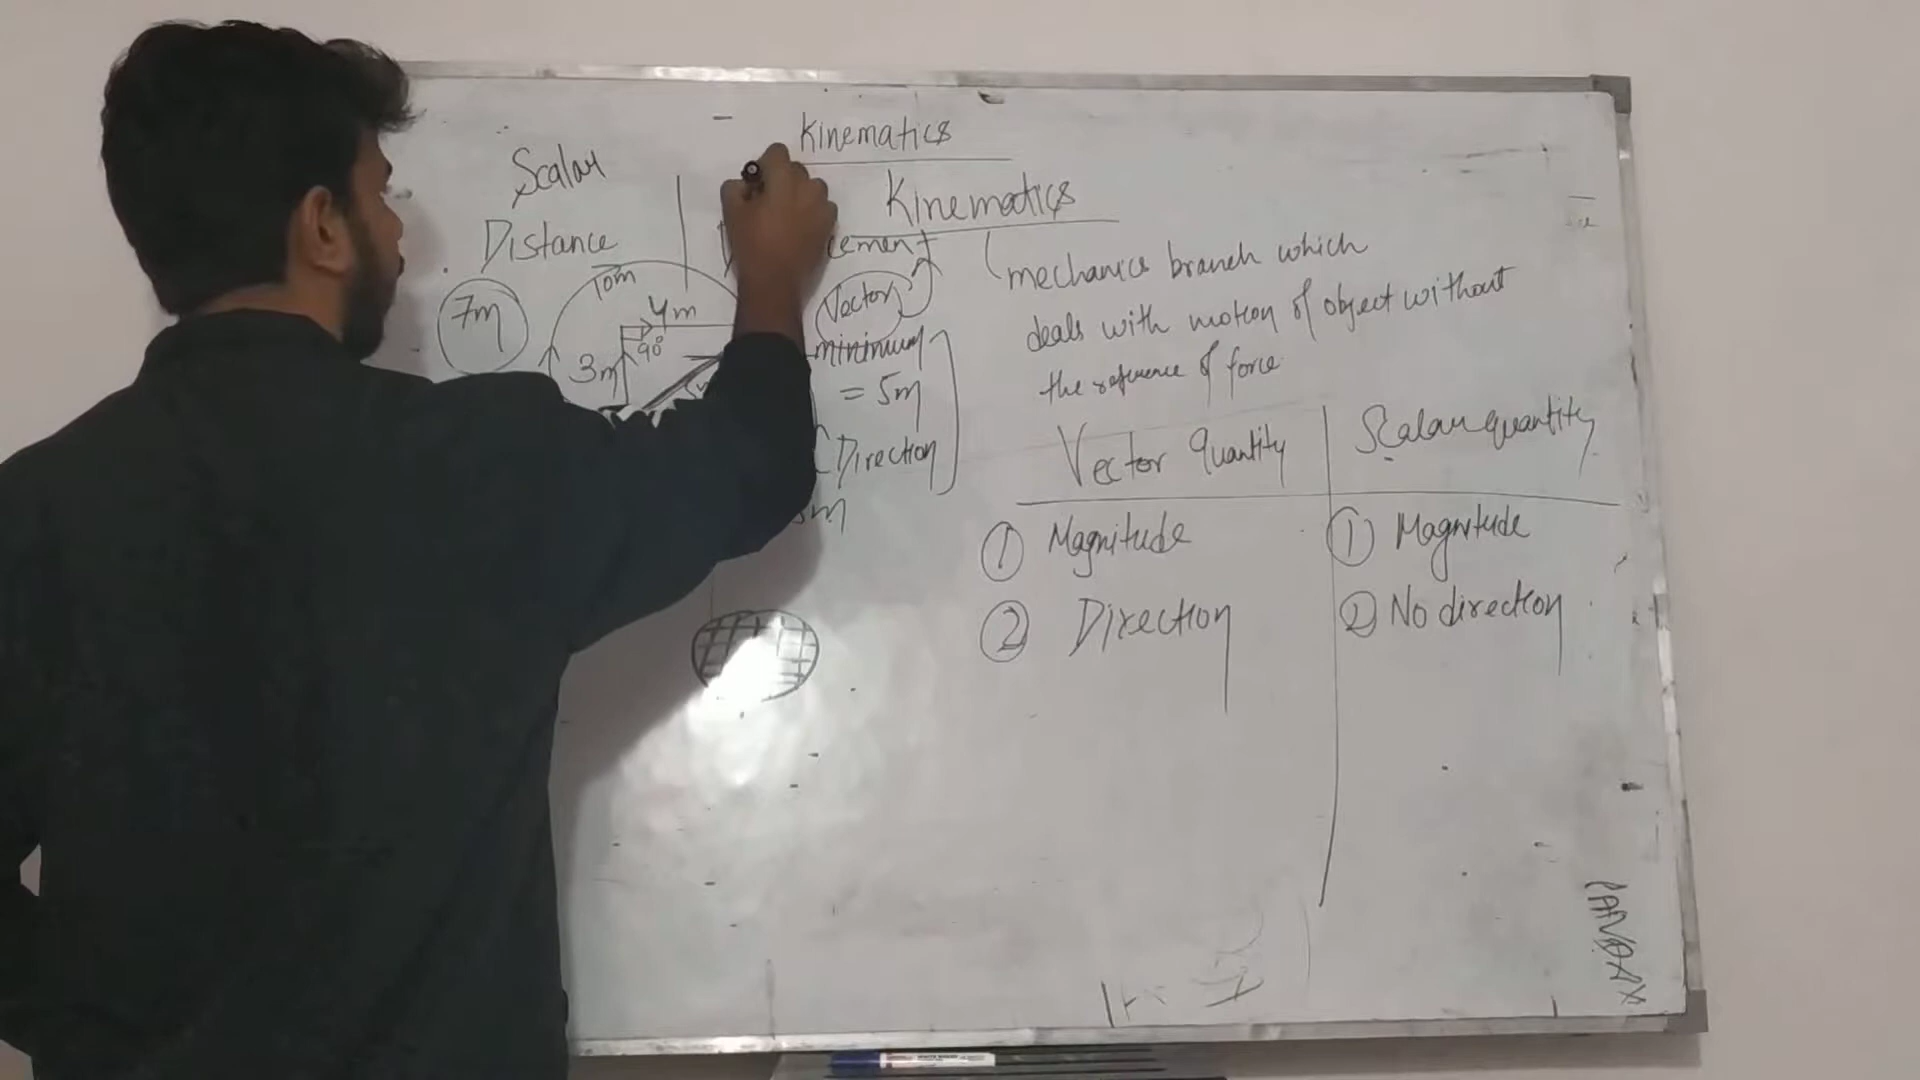 Kinematics
Scalar
Kinematics
Distance
cement
mechanics branch which
deals with motion of object without
the reference of force
10m
7m
4m
Vector
90°
3m
minimum
= 5m
Direction
Vector Quantity
Scalar quantity
① Magnitude
① Magnitude
② Direction
② No direction